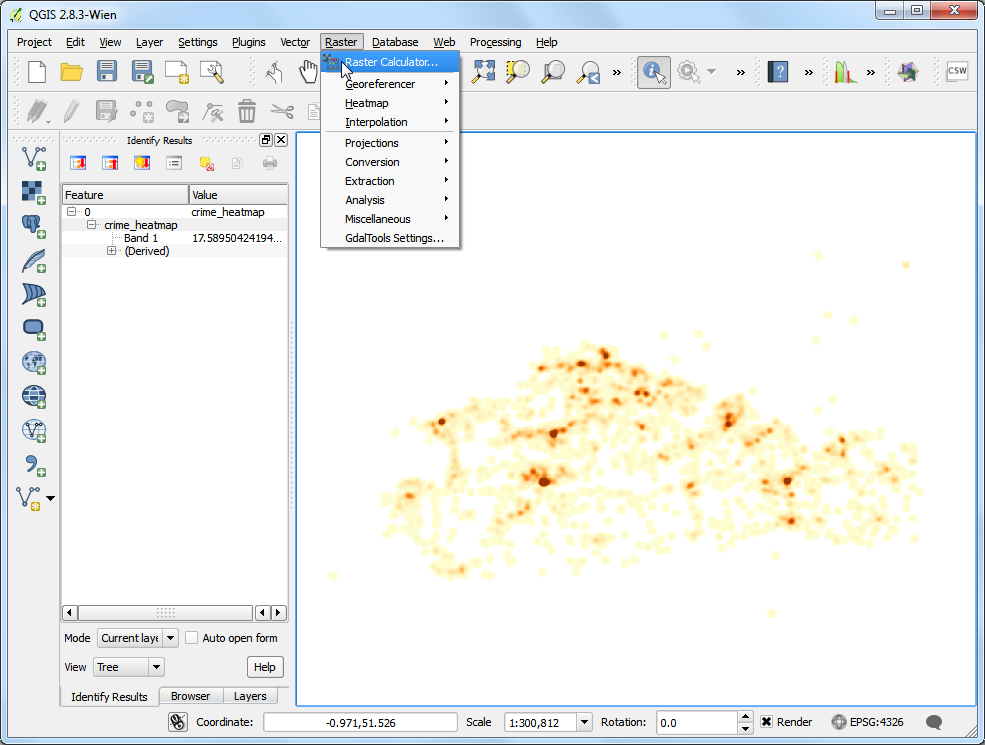 QGIS 2.8.3-Wien
Project Edit View Layer Settings Plugins Vector Raster Database Web Processing Help
Raster Calculator...
Georeferencer
Heatmap
Interpolation
Projections
Conversion
Extraction
Analysis
Miscellaneous
GdalTools Settings...
» » » »
?
CSW
Identify Results
Feature Value
0 crime_heatmap
crime_heatmap
Band 1 17.58950424194...
(Derived)
Mode Current laye Auto open form
View Tree Help
Identify Results Browser Layers
Coordinate: -0.971,51.526 Scale 1:300,812 Rotation: 0.0 Render EPSG:4326